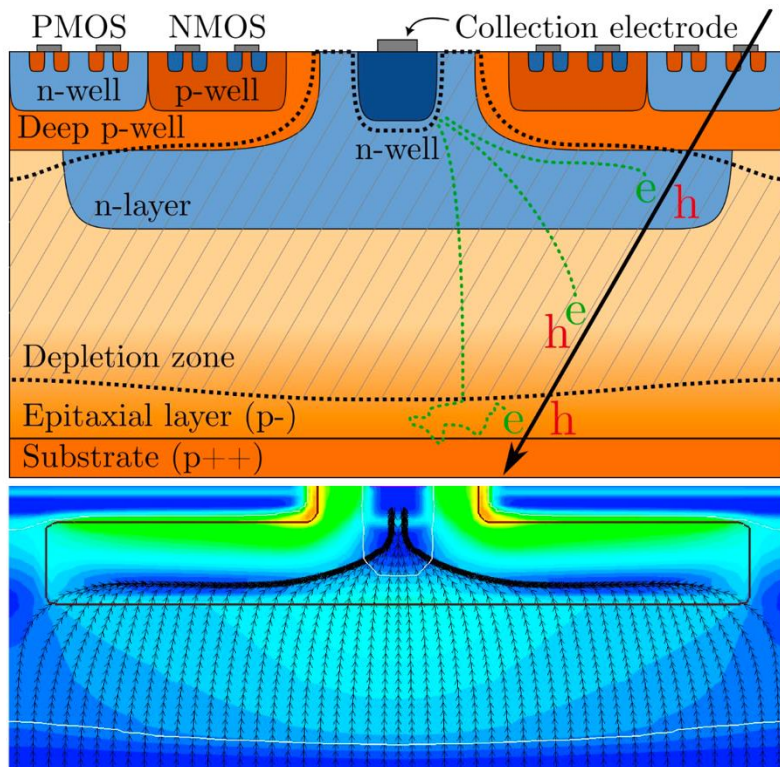 PMOS NMOS Collection electrode
n-well p-well
Deep p-well
n-well
n-layer
e
h
e
h
Depletion zone
Epitaxial layer (p-)
e h
Substrate (p++)